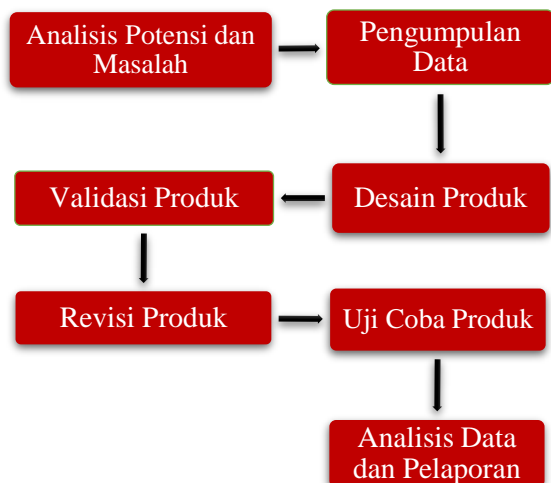 Analisis Potensi dan
Masalah
Pengumpulan
Data
Desain Produk
Validasi Produk
Revisi Produk
Uji Coba Produk
Analisis Data
dan Pelaporan